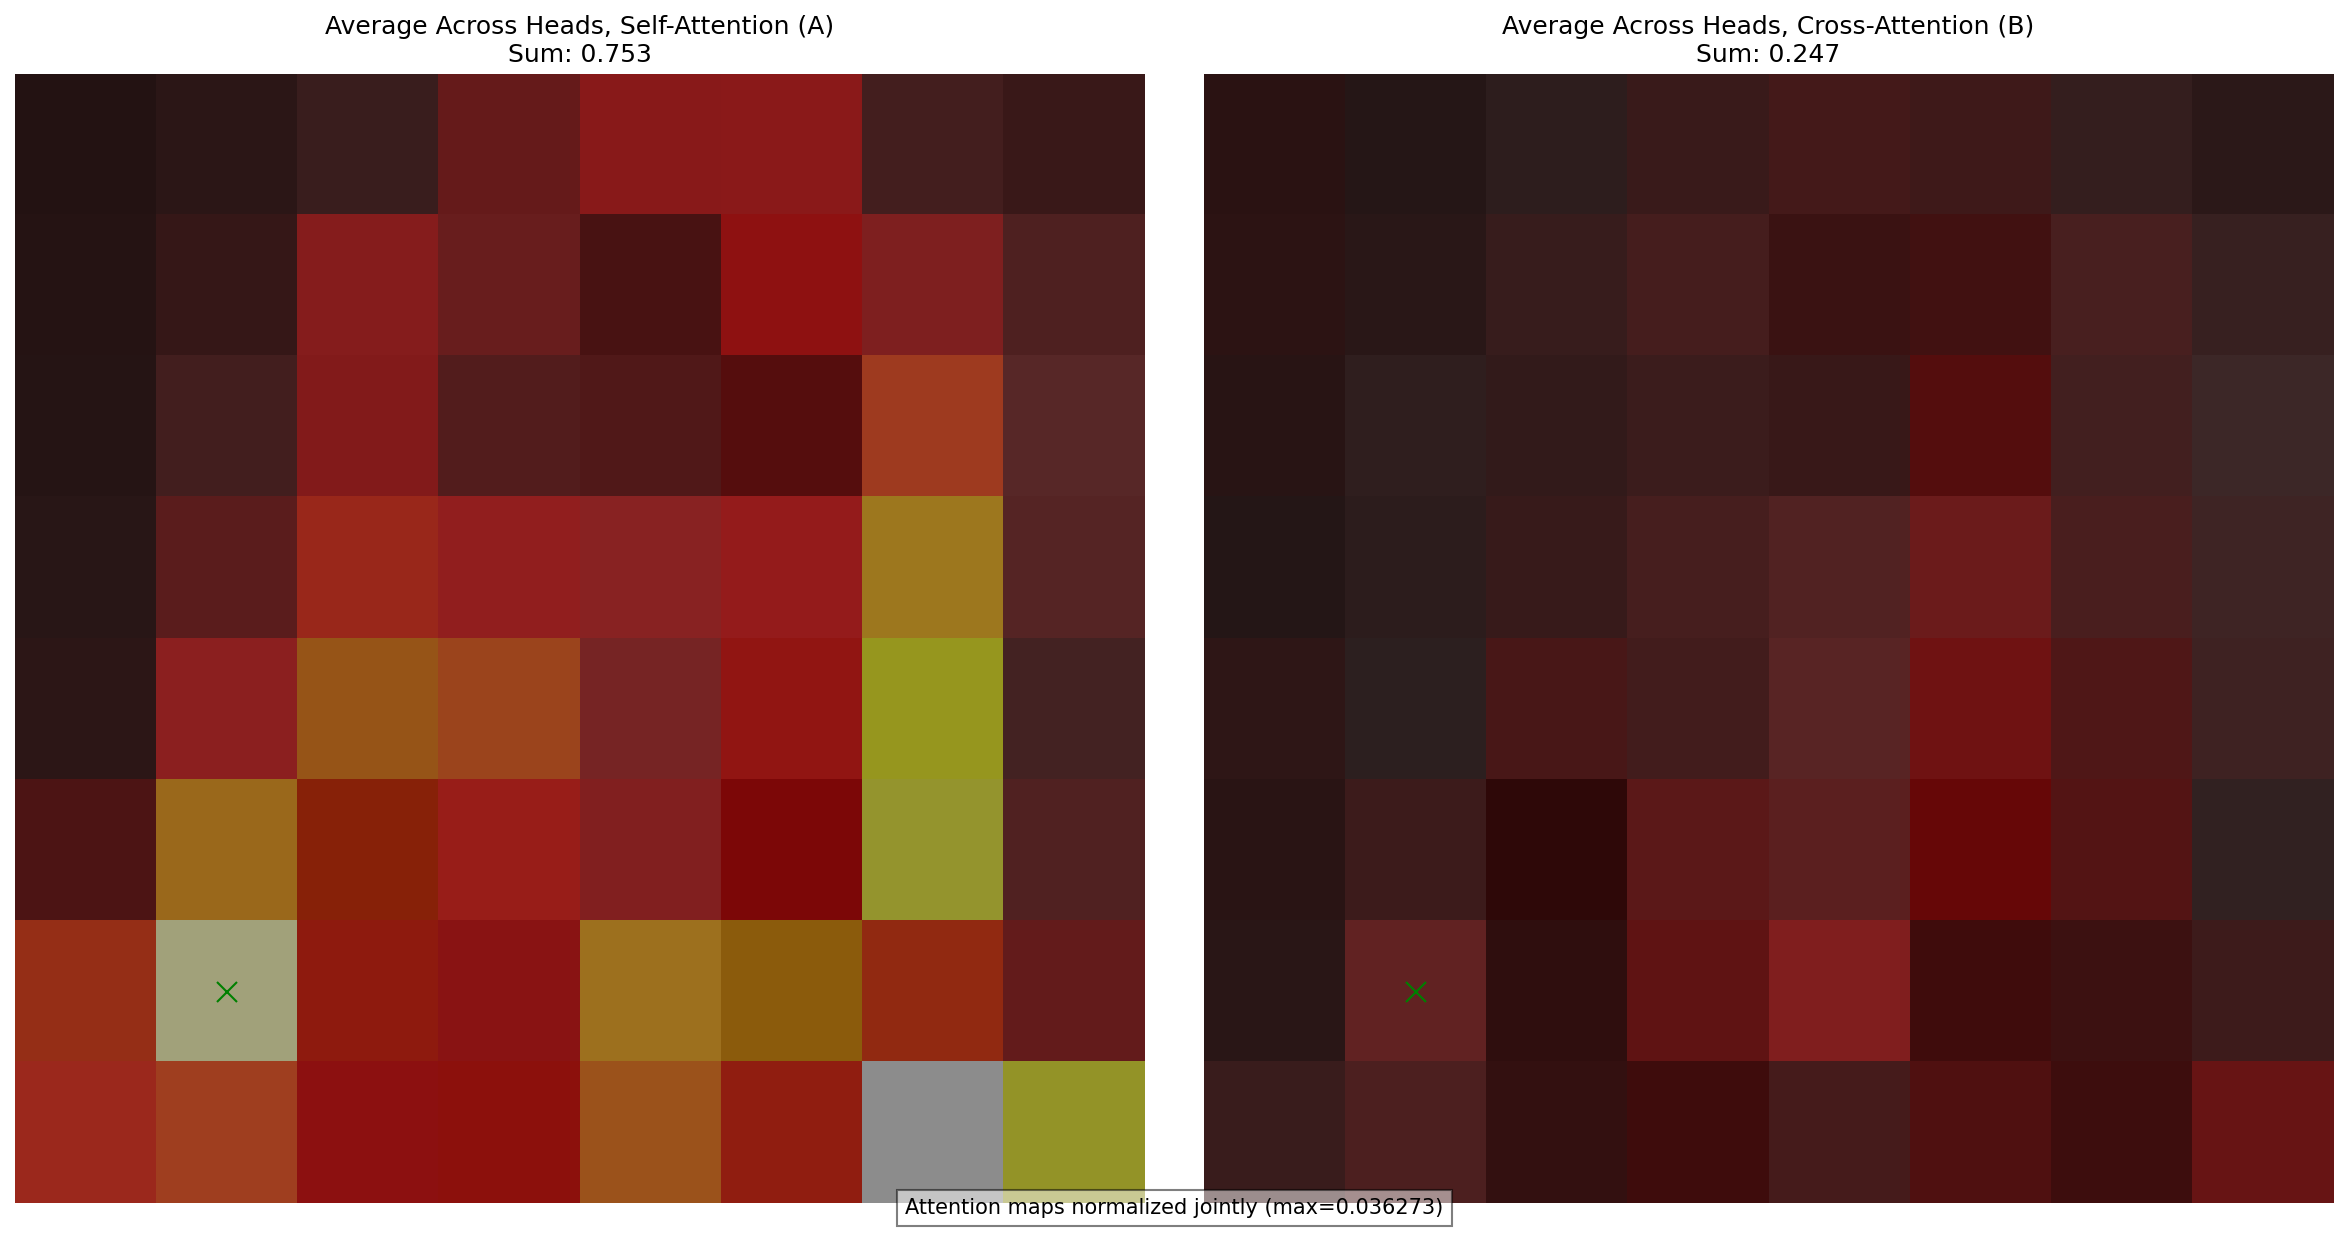 Average Across Heads, Self-Attention (A)
Sum: 0.753
Average Across Heads, Cross-Attention (B)
Sum: 0.247
Attention maps normalized jointly (max=0.036273)